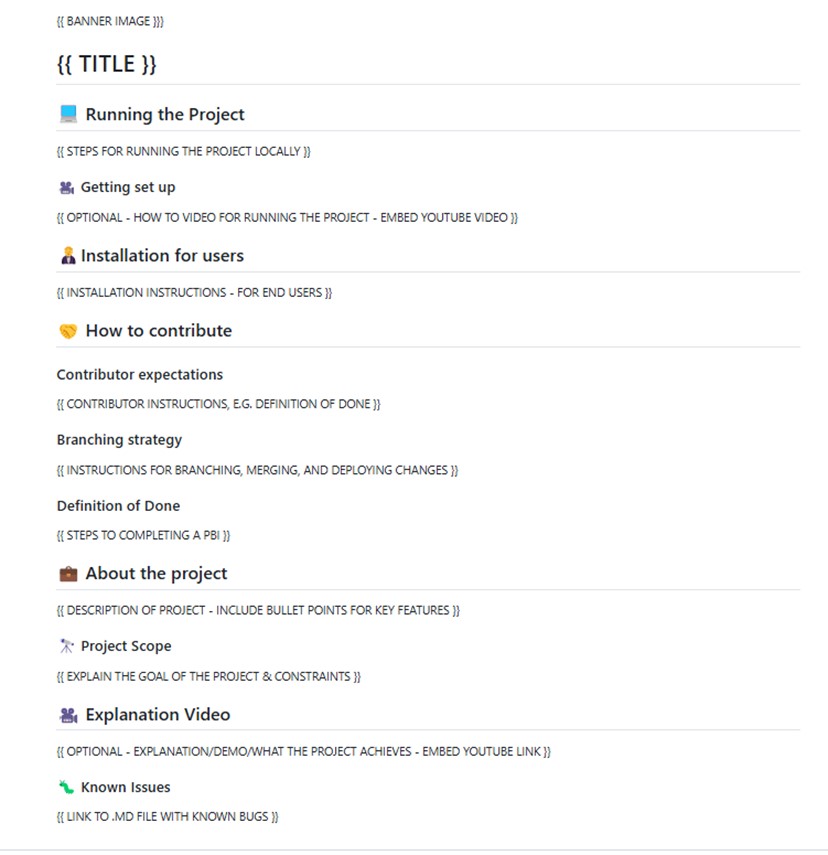 {{ BANNER IMAGE }}}
{{ TITLE }}
Running the Project
{{ STEPS FOR RUNNING THE PROJECT LOCALLY }}
Getting set up
{{ OPTIONAL - HOW TO VIDEO FOR RUNNING THE PROJECT - EMBED YOUTUBE VIDEO }}
Installation for users
{{ INSTALLATION INSTRUCTIONS - FOR END USERS }}
How to contribute
Contributor expectations
{{ CONTRIBUTOR INSTRUCTIONS, E.G. DEFINITION OF DONE }}
Branching strategy
{{ INSTRUCTIONS FOR BRANCHING, MERGING, AND DEPLOYING CHANGES }}
Definition of Done
{{ STEPS TO COMPLETING A PBI }}
About the project
{{ DESCRIPTION OF PROJECT - INCLUDE BULLET POINTS FOR KEY FEATURES }}
Project Scope
{{ EXPLAIN THE GOAL OF THE PROJECT & CONSTRAINTS }}
Explanation Video
{{ OPTIONAL - EXPLANATION/DEMO/WHAT THE PROJECT ACHIEVES - EMBED YOUTUBE LINK }}
Known Issues
{{ LINK TO .MD FILE WITH KNOWN BUGS }}